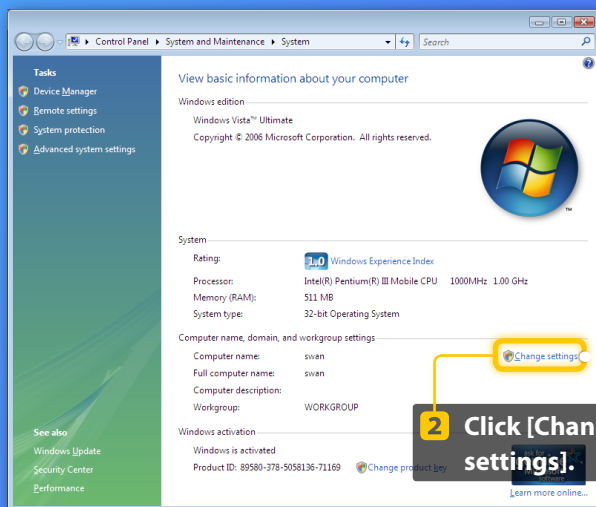 Control Panel ▸ System and Maintenance ▸ System
Search
Tasks
Device Manager
Remote settings
System protection
Advanced system settings
See also
Windows Update
Security Center
Performance
View basic information about your computer
Windows edition
Windows Vista™ Ultimate
Copyright © 2006 Microsoft Corporation. All rights reserved.
System
Rating: 1.0 Windows Experience Index
Processor: Intel(R) Pentium(R) III Mobile CPU 1000MHz 1.00 GHz
Memory (RAM): 511 MB
System type: 32-bit Operating System
Computer name, domain, and workgroup settings
Computer name: swan
Change settings
Full computer name: swan
Computer description:
Workgroup: WORKGROUP
Windows activation
Windows is activated
Product ID: 89580-378-5058136-71169 Change product key
2 Click [Chan
settings].
ask for
software
Learn more online...